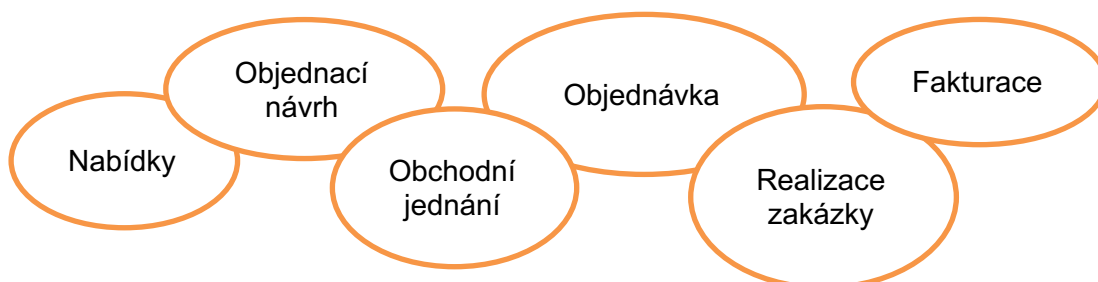 Nabídky
Objednací
návrh
Obchodní
jednání
Objednávka
Realizace
zakázky
Fakturace